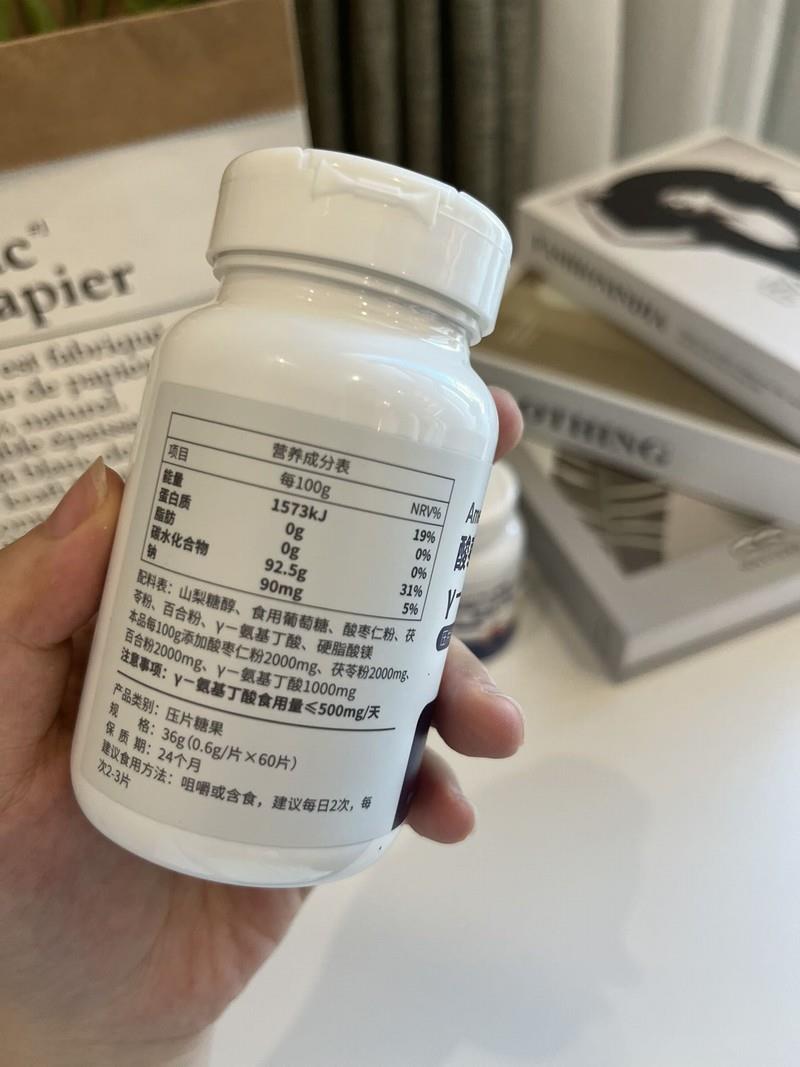 apier
est fabriqué
de papier
naturel
营养成分表
项目 每100g NRV%
能量 1573kJ 19%
蛋白质 0g 0%
脂肪 0g 0%
碳水化合物 92.5g 31%
钠 90mg 5%
配料表：山梨糖醇、食用葡萄糖、酸枣仁粉、茯
苓粉、百合粉、γ－氨基丁酸、硬脂酸镁
本品每100g添加酸枣仁粉2000mg、茯苓粉2000mg、
百合粉2000mg、γ－氨基丁酸1000mg
注意事项：γ－氨基丁酸食用量≤500mg/天
产品类别：压片糖果
规 格：36g（0.6g/片×60片）
保 质 期：24个月
建议食用方法：咀嚼或含食，建议每日2次，每
次2-3片
γ－
OTHING